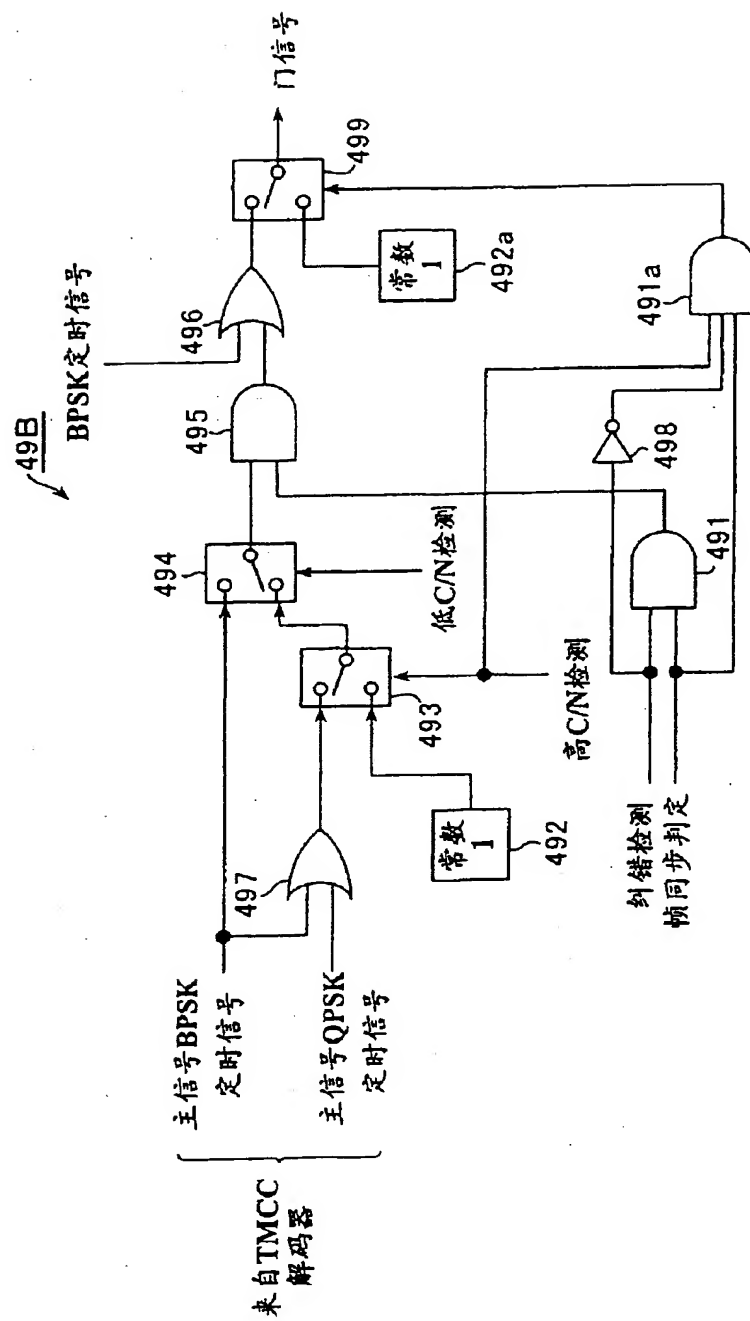 49B
BPSK定时信号
门信号
496
495
499
常数
1
492a
494
低C/N检测
491a
498
主信号BPSK
定时信号
497
493
主信号QPSK
定时信号
来自TMCC
解码器
常数
1
492
高C/N检测
491
纠错检测
帧同步判定